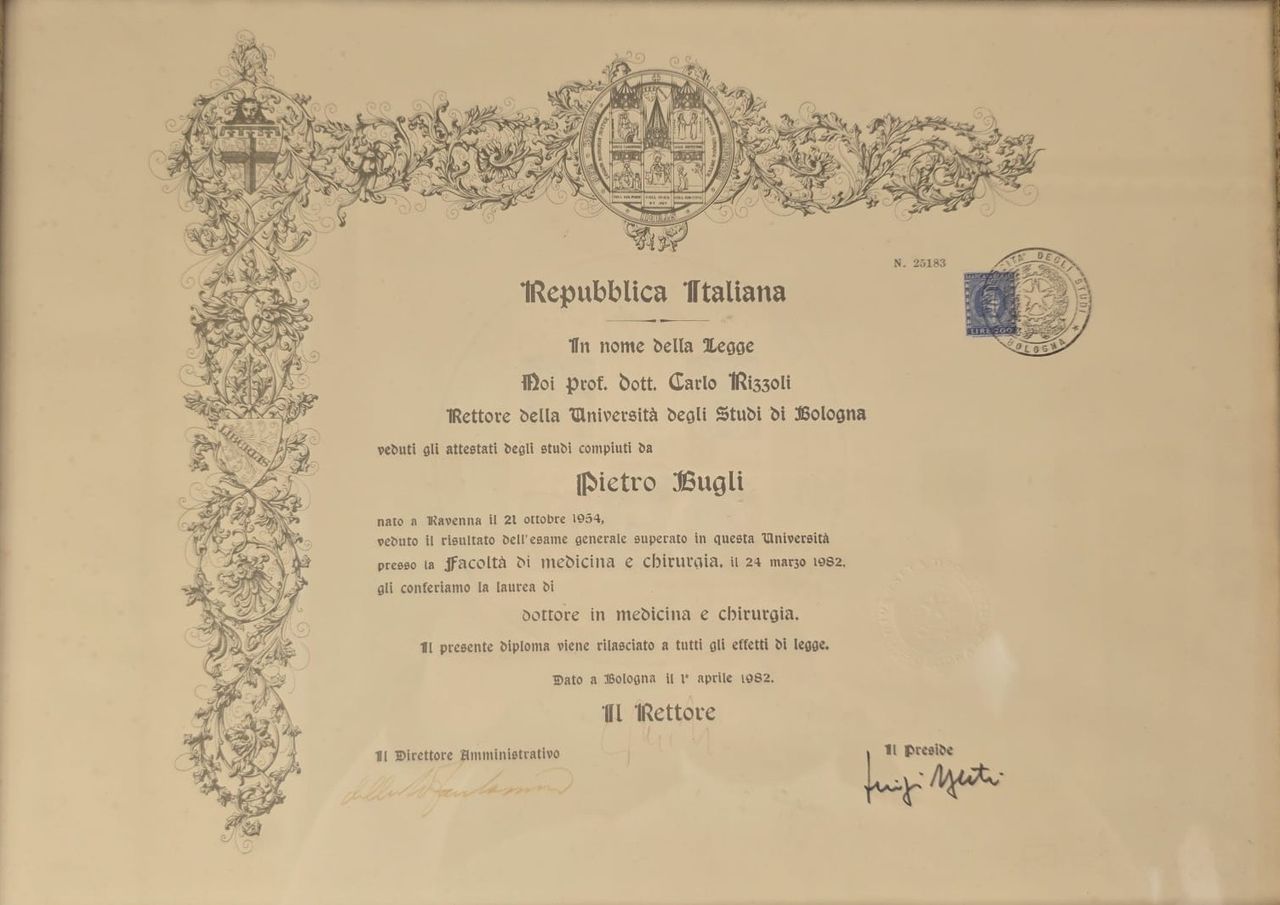 N. 25183
LIRE 200
BOLOGNA
Repubblica Italiana
In nome della Legge
Noi prof. dott. Carlo Rizzoli
Rettore della Università degli Studi di Bologna
veduti gli attestati degli studi compiuti da
Pietro Bugli
nato a Ravenna il 21 ottobre 1954,
veduto il risultato dell'esame generale superato in questa Università
presso la Facoltà di medicina e chirurgia, il 24 marzo 1982,
gli conferiamo la laurea di
dottore in medicina e chirurgia.
Il presente diploma viene rilasciato a tutti gli effetti di legge.
Dato a Bologna il 1° aprile 1982.
Il Rettore
Il Direttore Amministrativo
Il Preside